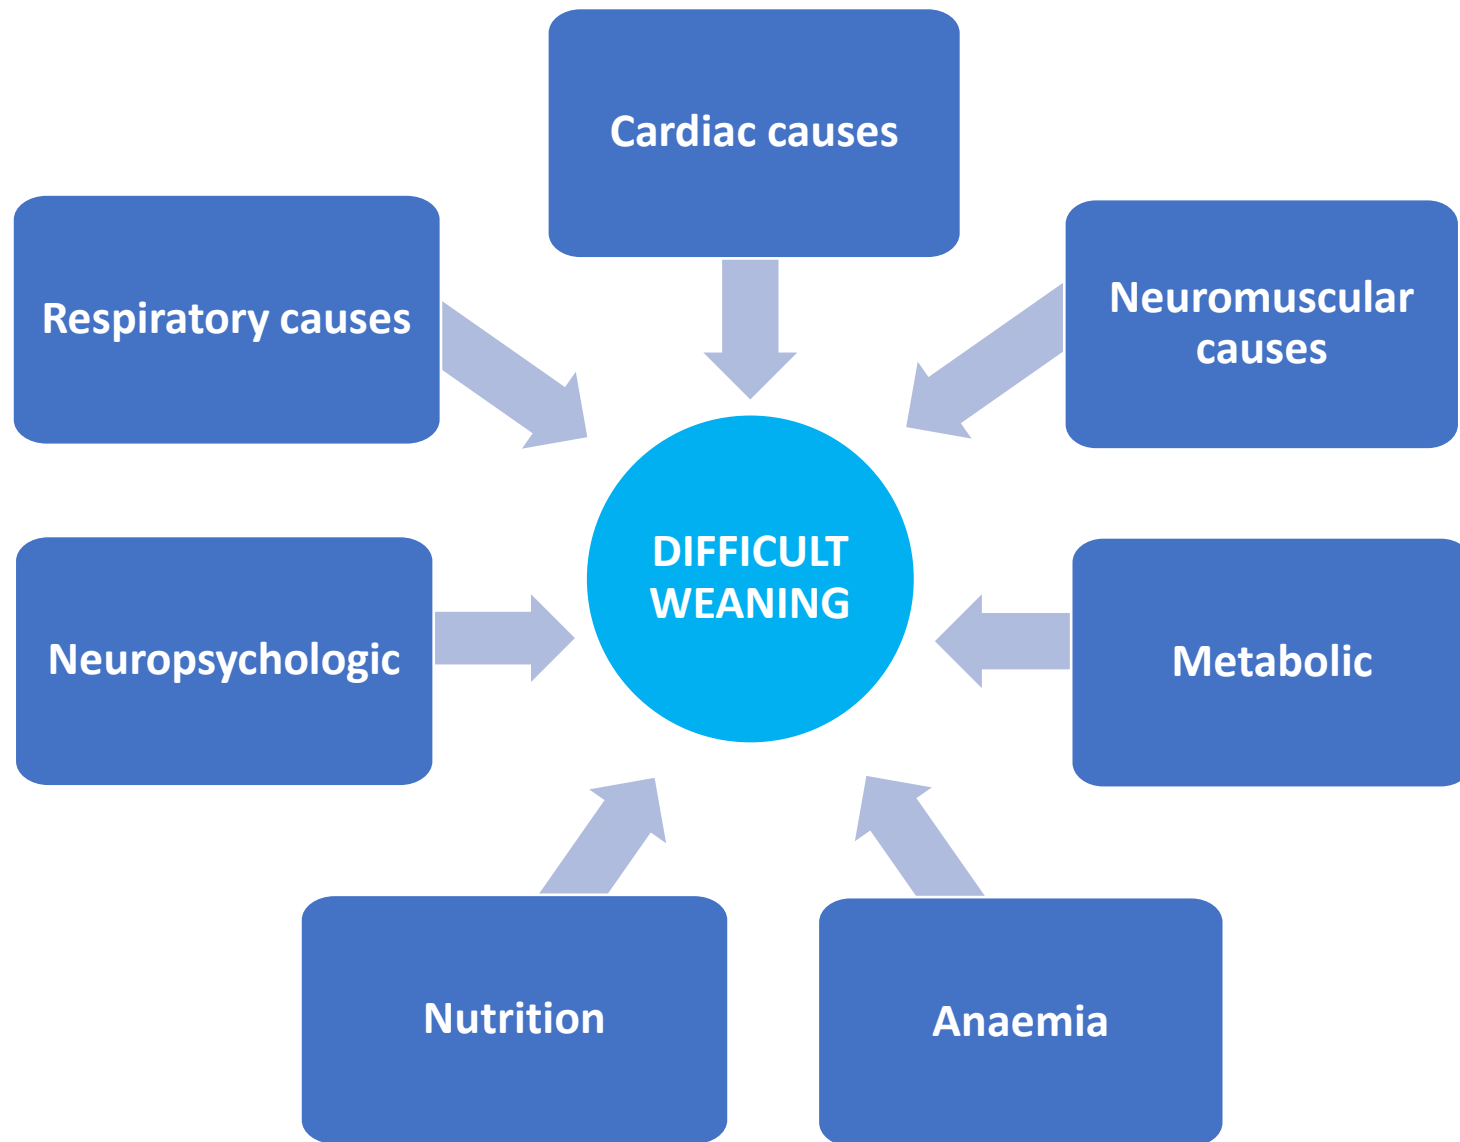 Cardiac causes
Respiratory causes
Neuromuscular
causes
DIFFICULT
WEANING
Neuropsychologic
Metabolic
Nutrition
Anaemia